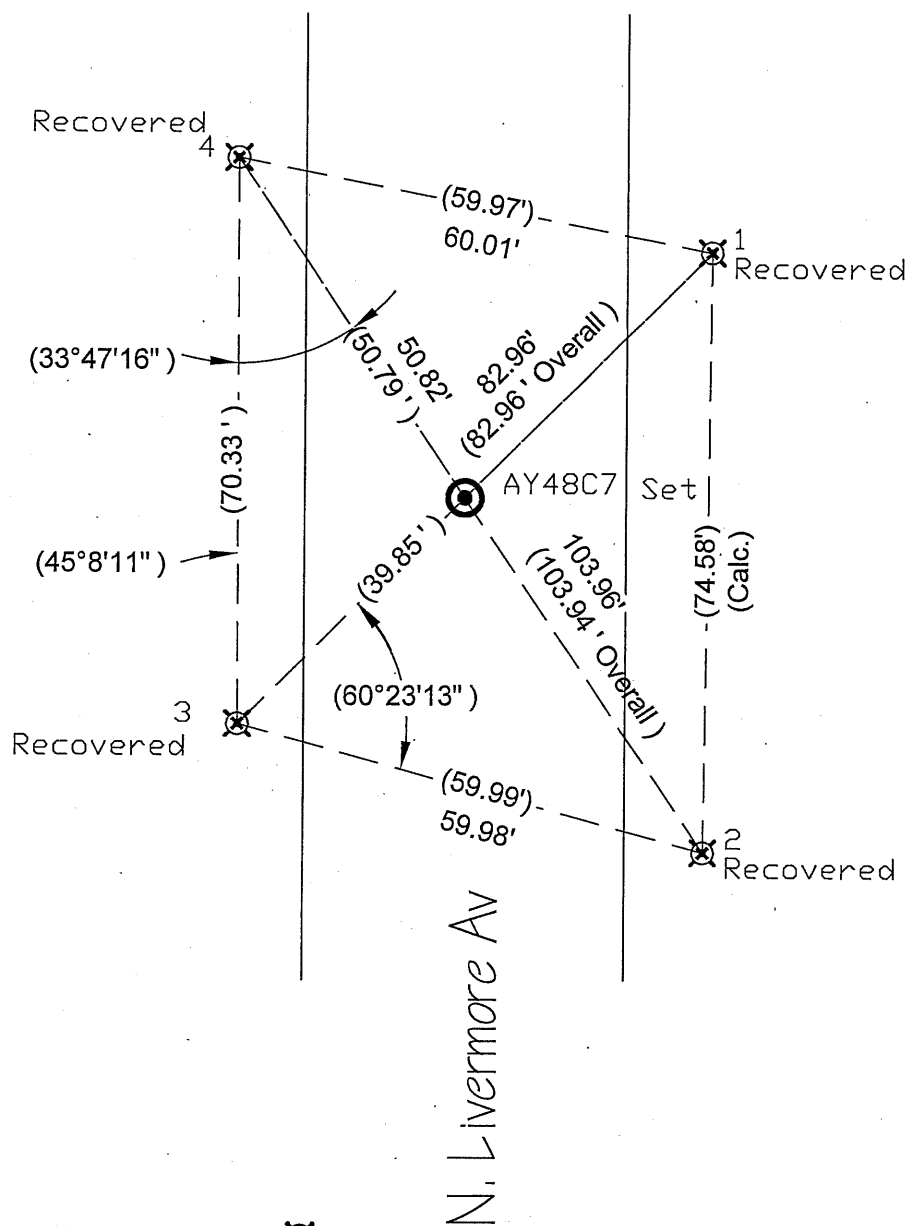 Recovered
4
(59.97')
60.01'
1
Recovered
(33°47'16")
50.82'
(50.79')
82.96'
(82.96' Overall)
(70.33')
AY48C7 Set
(45°8'11")
(39.85')
103.96'
(103.94' Overall)
(74.58')
(Calc.)
(60°23'13")
3
Recovered
(59.99')
59.98'
2
Recovered
N. Livermore Av